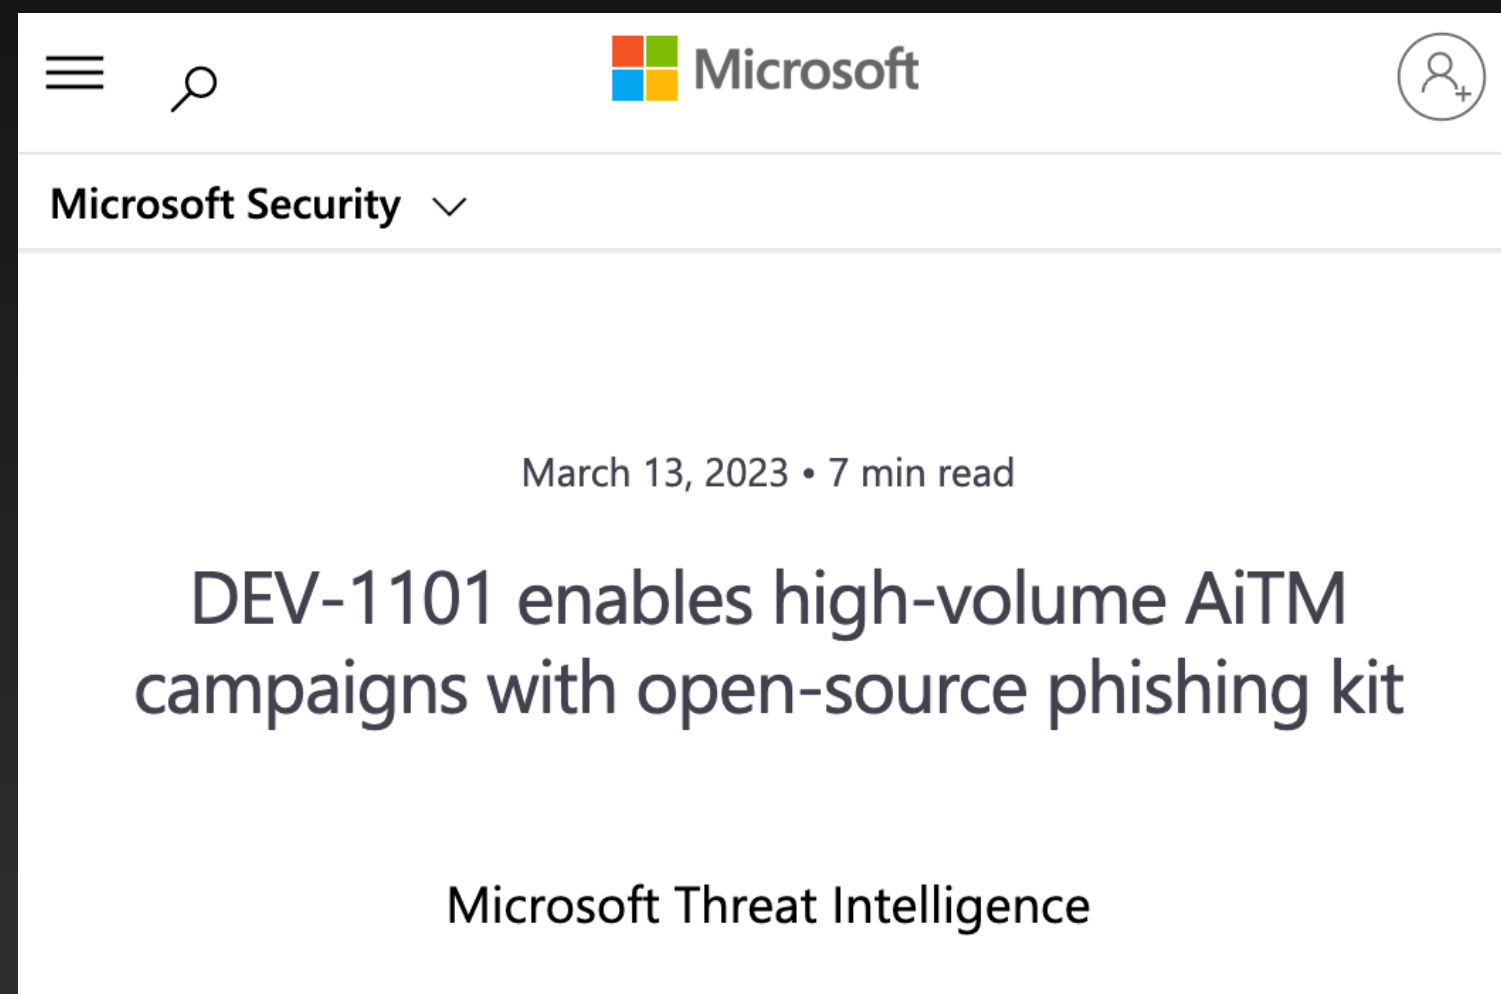 Microsoft
Microsoft Security
March 13, 2023 • 7 min read
DEV-1101 enables high-volume AiTM
campaigns with open-source phishing kit
Microsoft Threat Intelligence